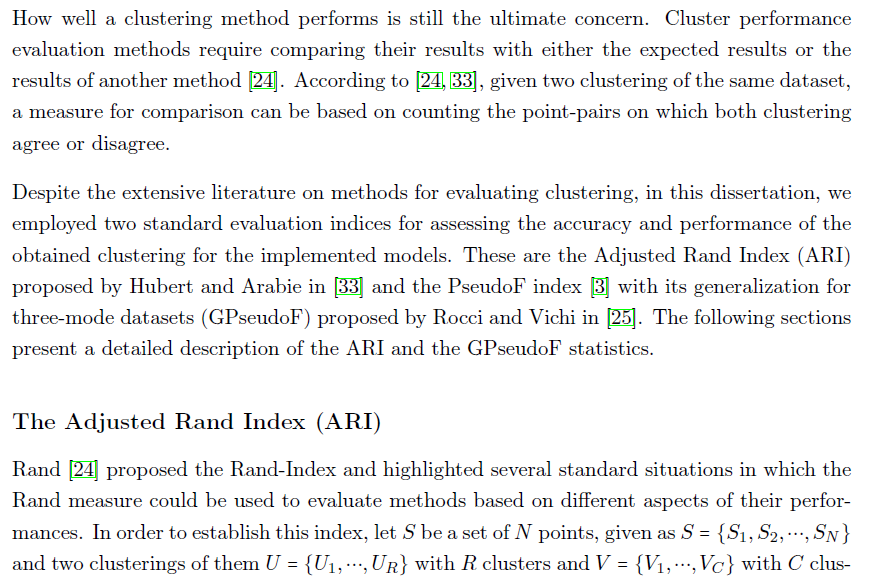 How well a clustering method performs is still the ultimate concern. Cluster performance
evaluation methods require comparing their results with either the expected results or the
results of another method [24]. According to [24, 33], given two clustering of the same dataset,
a measure for comparison can be based on counting the point-pairs on which both clustering
agree or disagree.
Despite the extensive literature on methods for evaluating clustering, in this dissertation, we
employed two standard evaluation indices for assessing the accuracy and performance of the
obtained clustering for the implemented models. These are the Adjusted Rand Index (ARI)
proposed by Hubert and Arabie in [33] and the PseudoF index [3] with its generalization for
three-mode datasets (GPseudoF) proposed by Rocci and Vichi in [25]. The following sections
present a detailed description of the ARI and the GPseudoF statistics.
The Adjusted Rand Index (ARI)
Rand [24] proposed the Rand-Index and highlighted several standard situations in which the
Rand measure could be used to evaluate methods based on different aspects of their perfor-
mances. In order to establish this index, let S be a set of N points, given as S = {S₁, S₂, ⋯, S_N}
and two clusterings of them U = {U₁, ⋯, U_R} with R clusters and V = {V₁, ⋯, V_C} with C clus-